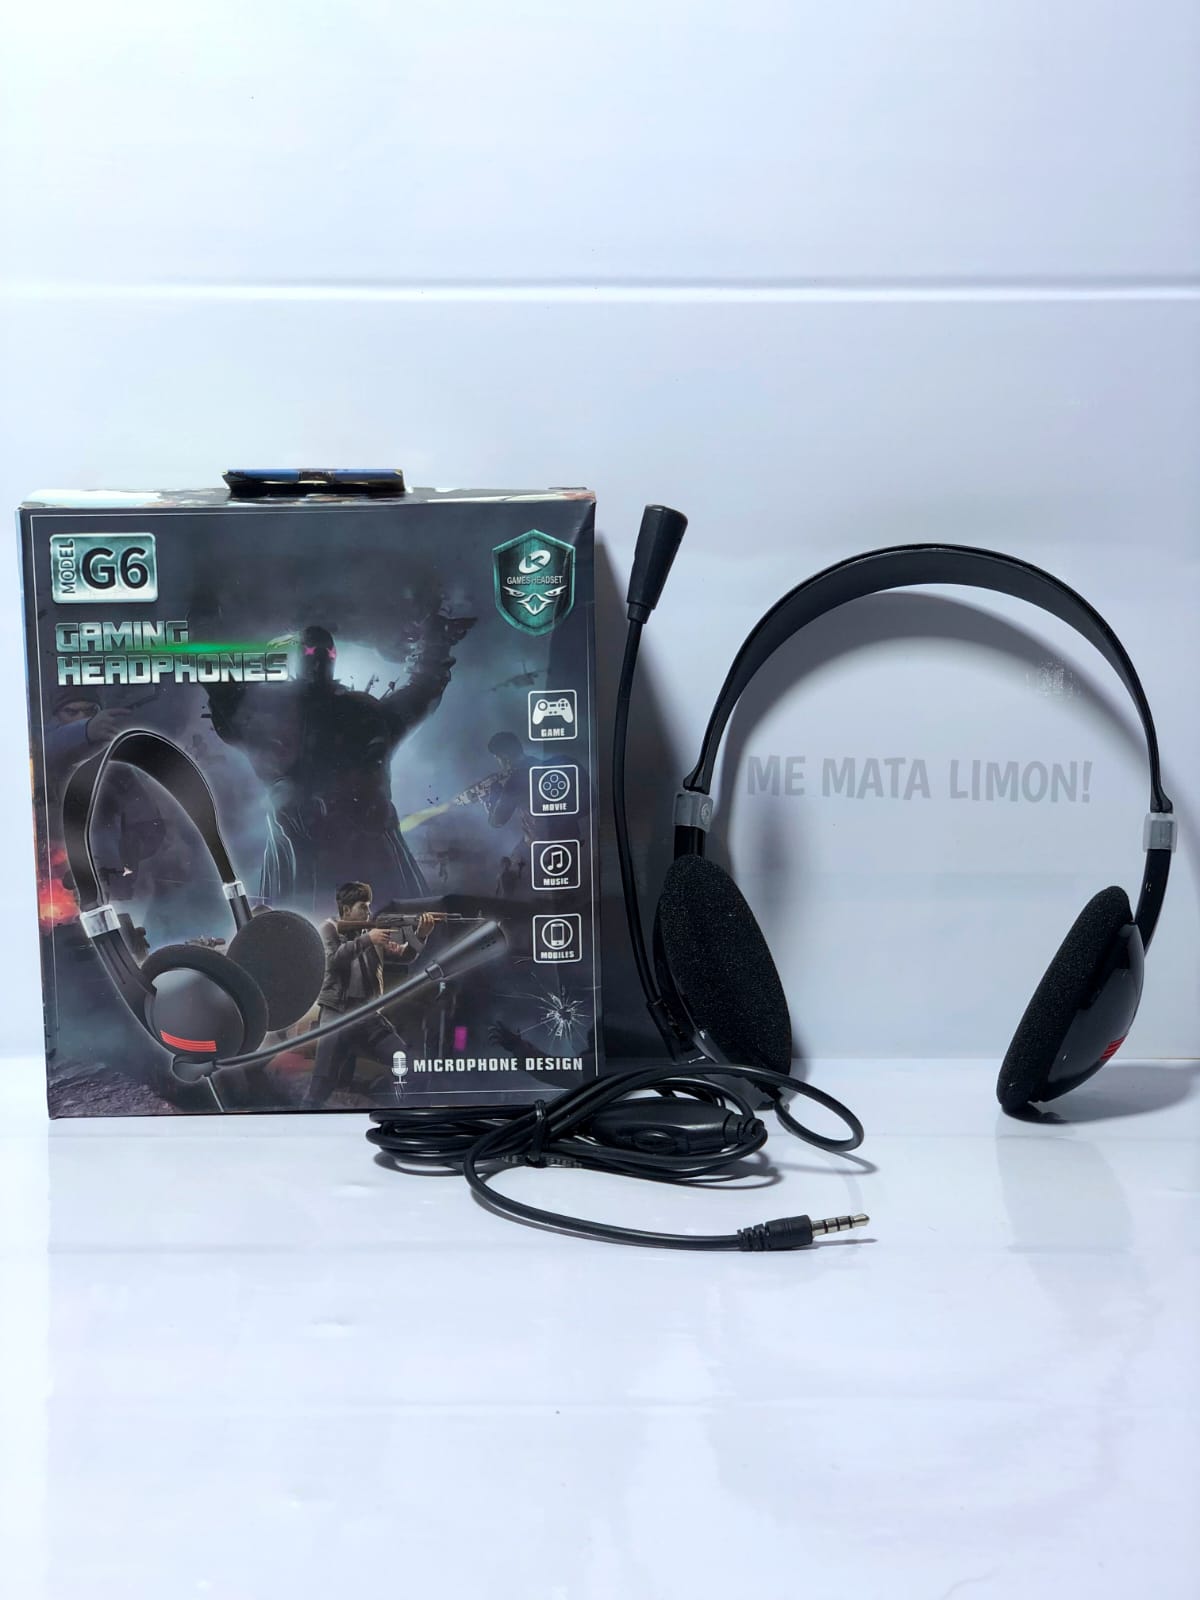 MODEL
G6
GAMES HEADSET
GAMING
HEADPHONES
GAME
MOVIE
MUSIC
MOBILES
MICROPHONE DESIGN
ME MATA LIMON!